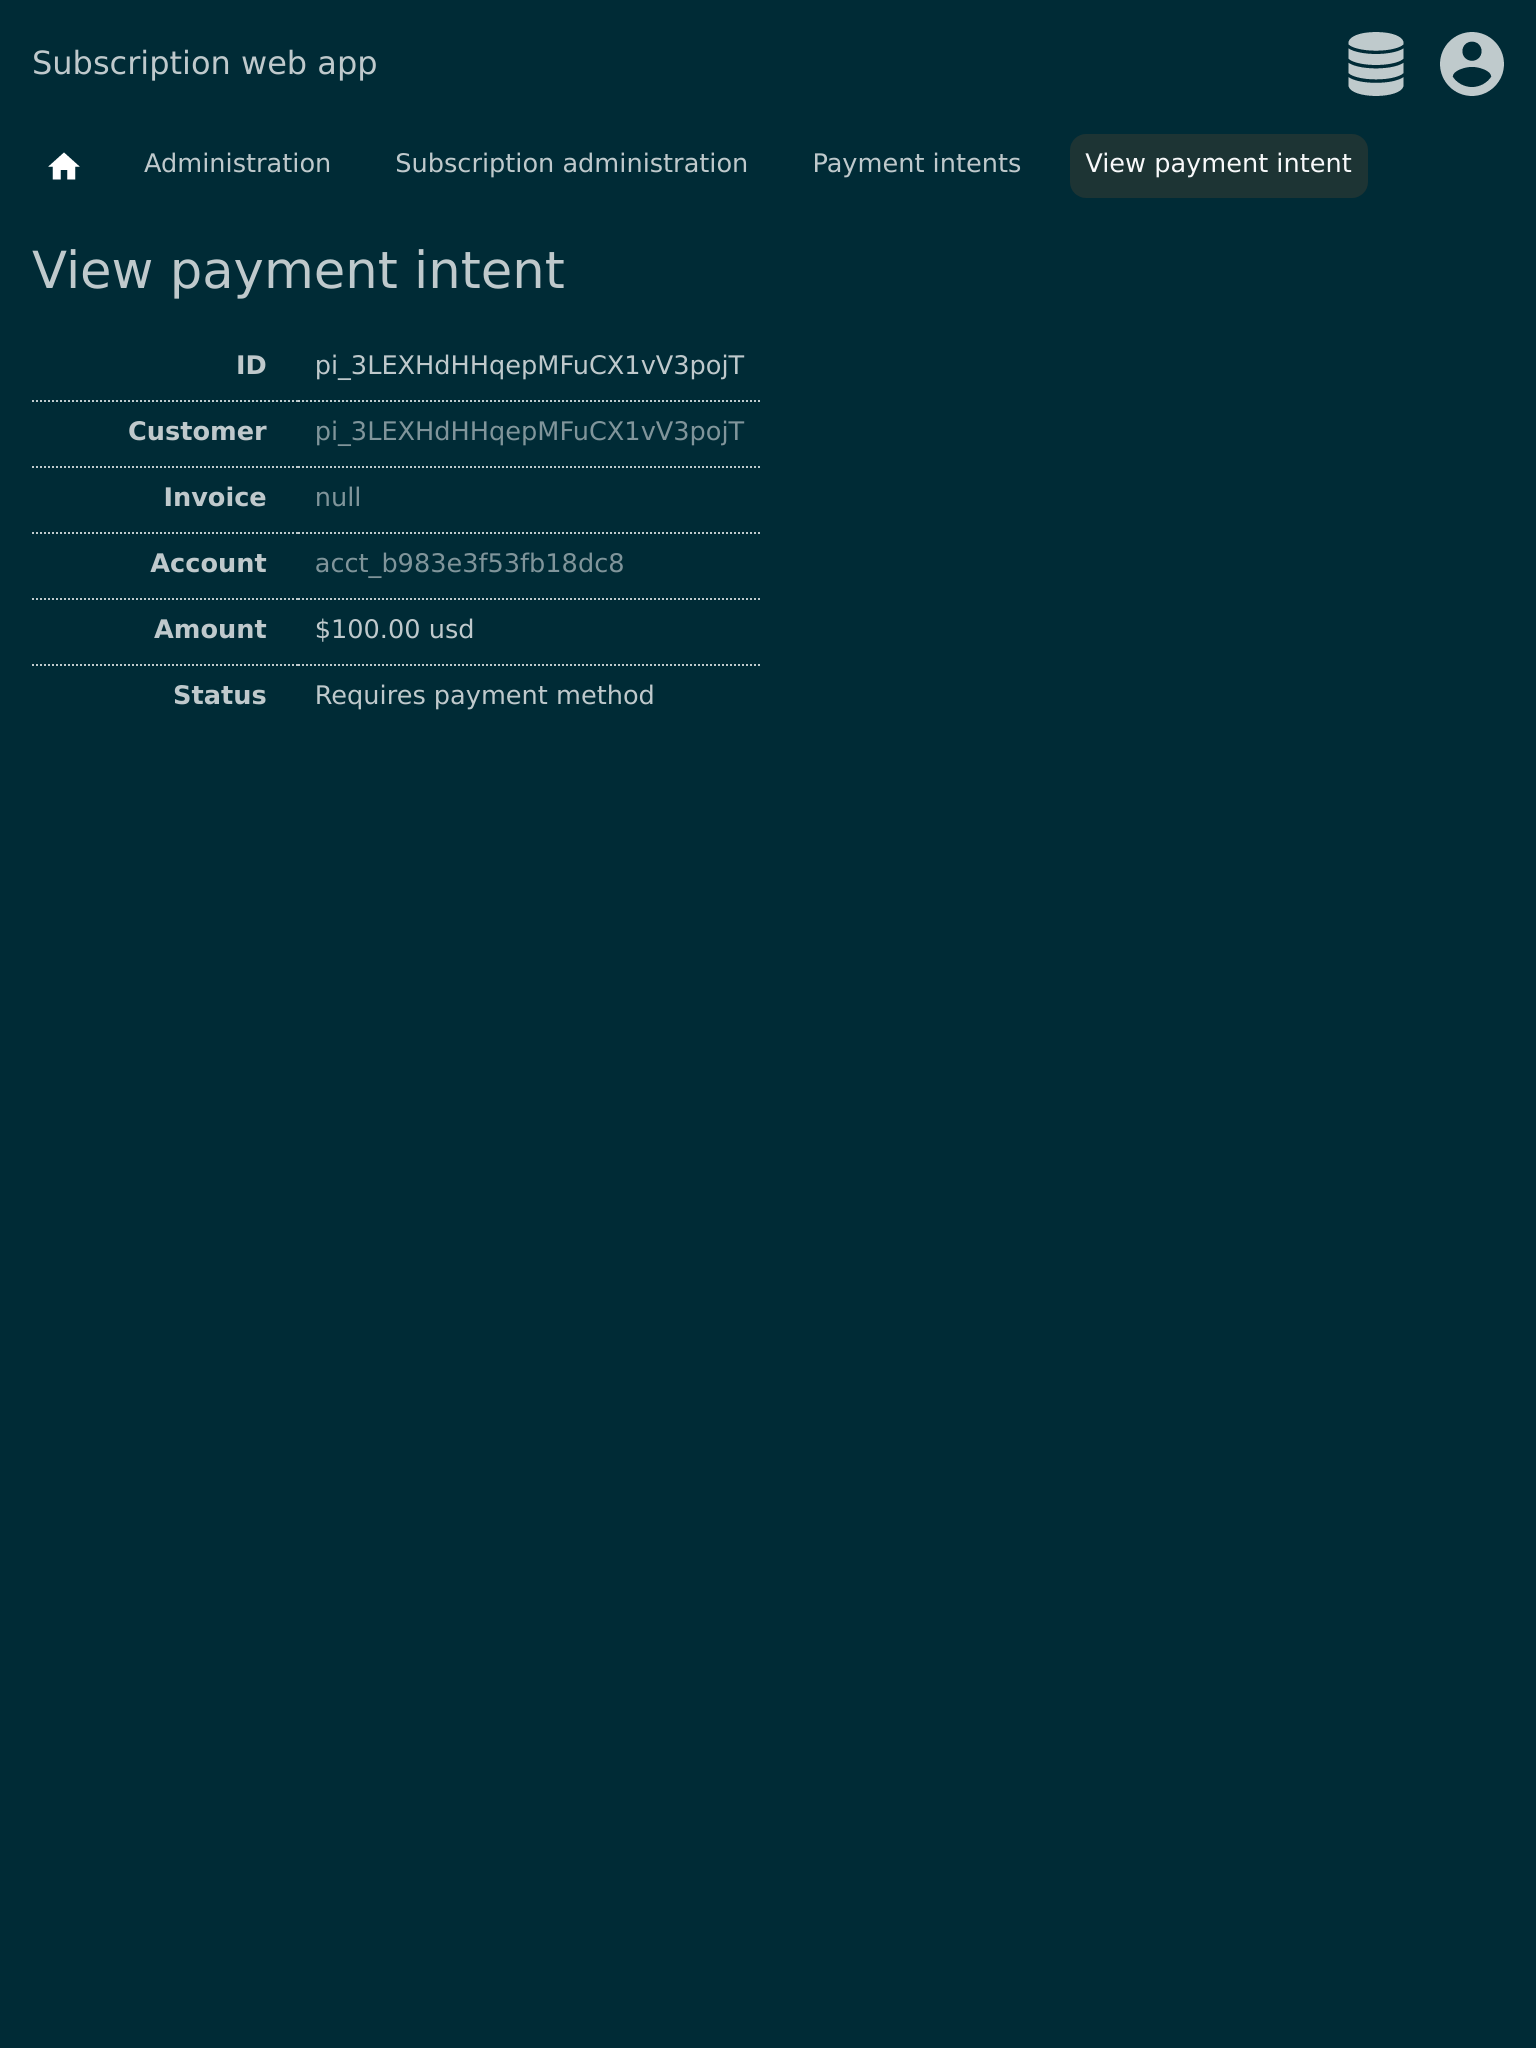 Subscription web app
Administration Subscription administration Payment intents View payment intent
View payment intent
ID pi_3LEXHdHHqepMFuCX1vV3pojT
Customer pi_3LEXHdHHqepMFuCX1vV3pojT
Invoice null
Account acct_b983e3f53fb18dc8
Amount $100.00 usd
Status Requires payment method